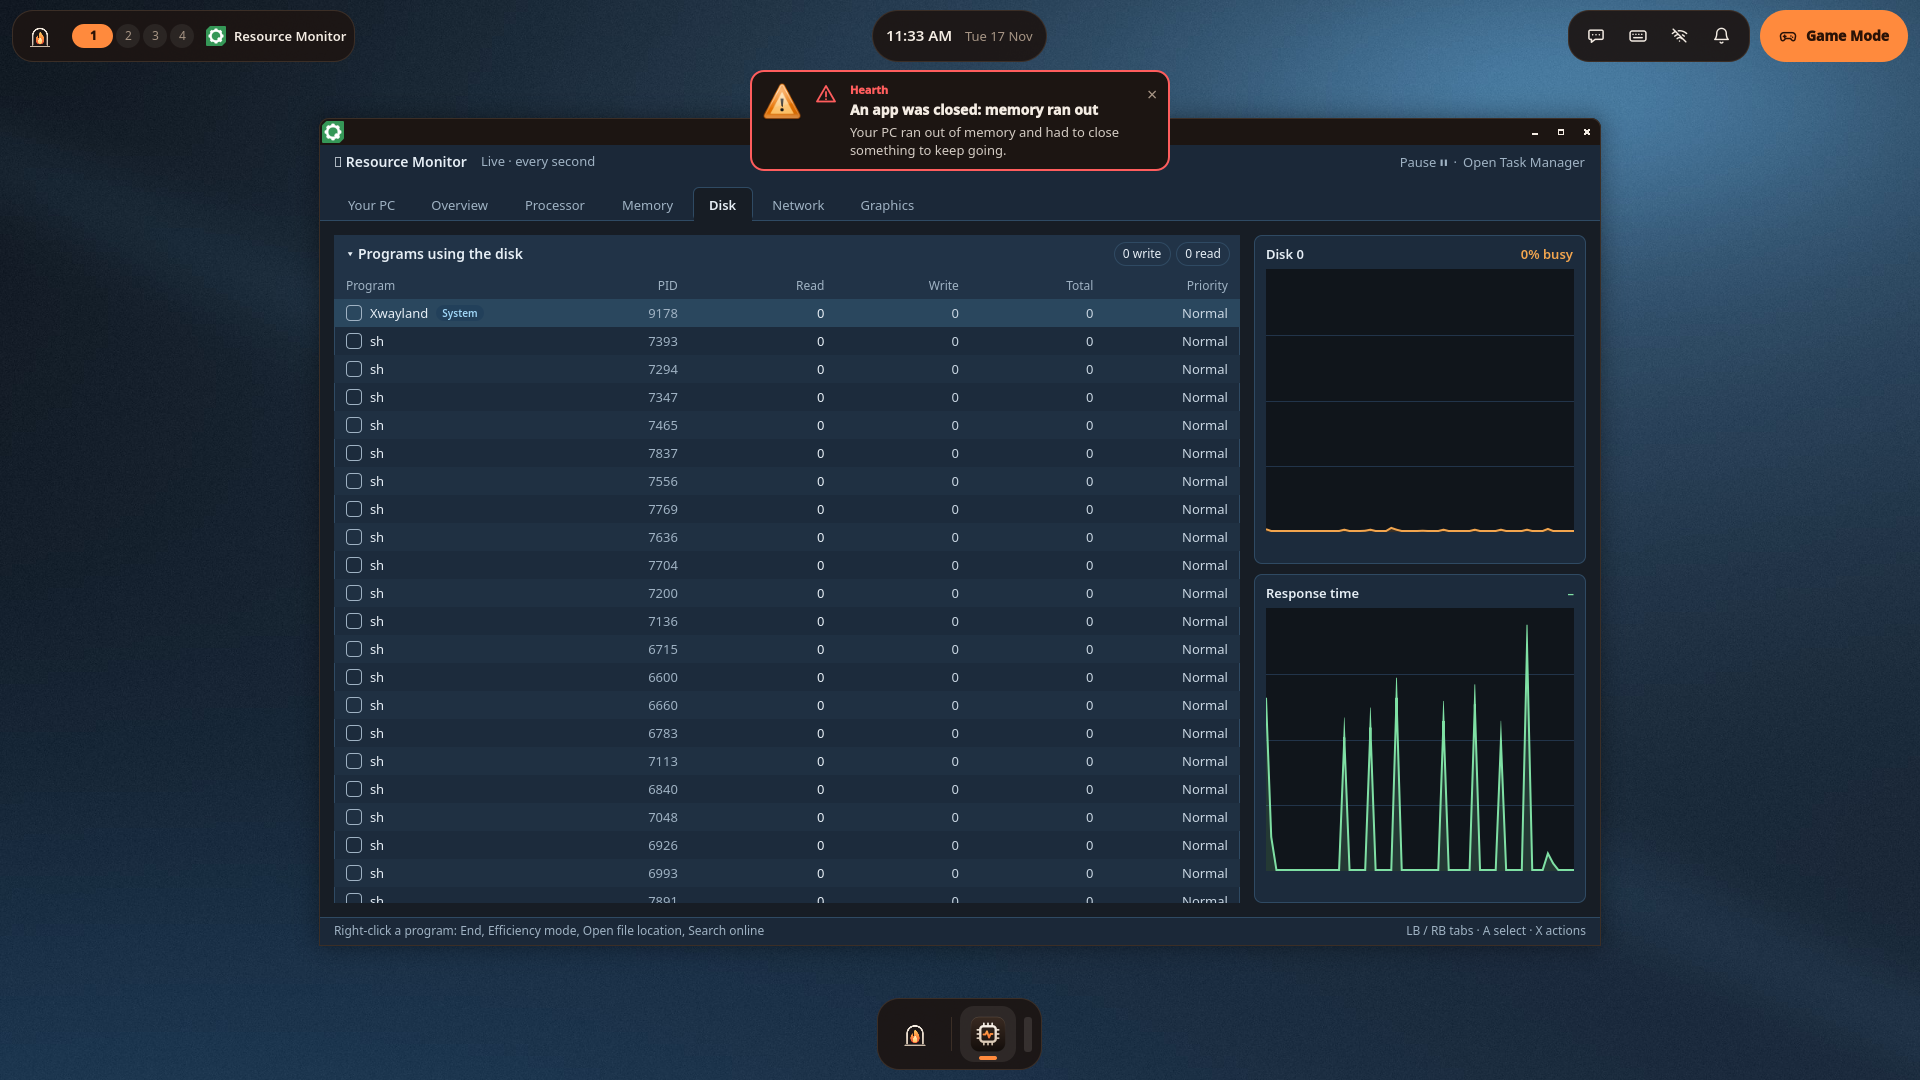 1 2 3 4 Resource Monitor
11:33 AM Tue 17 Nov
Game Mode
Hearth
An app was closed: memory ran out
Your PC ran out of memory and had to close
something to keep going.
Resource Monitor Live · every second
Pause · Open Task Manager
Your PC Overview Processor Memory Disk Network Graphics
Programs using the disk 0 write 0 read
Program PID Read Write Total Priority
Xwayland System 9178 0 0 0 Normal
sh 7393 0 0 0 Normal
sh 7294 0 0 0 Normal
sh 7347 0 0 0 Normal
sh 7465 0 0 0 Normal
sh 7837 0 0 0 Normal
sh 7556 0 0 0 Normal
sh 7769 0 0 0 Normal
sh 7636 0 0 0 Normal
sh 7704 0 0 0 Normal
sh 7200 0 0 0 Normal
sh 7136 0 0 0 Normal
sh 6715 0 0 0 Normal
sh 6600 0 0 0 Normal
sh 6660 0 0 0 Normal
sh 6783 0 0 0 Normal
sh 7113 0 0 0 Normal
sh 6840 0 0 0 Normal
sh 7048 0 0 0 Normal
sh 6926 0 0 0 Normal
sh 6993 0 0 0 Normal
sh 7891 0 0 0 Normal
Disk 0 0% busy
Response time –
Right-click a program: End, Efficiency mode, Open file location, Search online
LB / RB tabs · A select · X actions